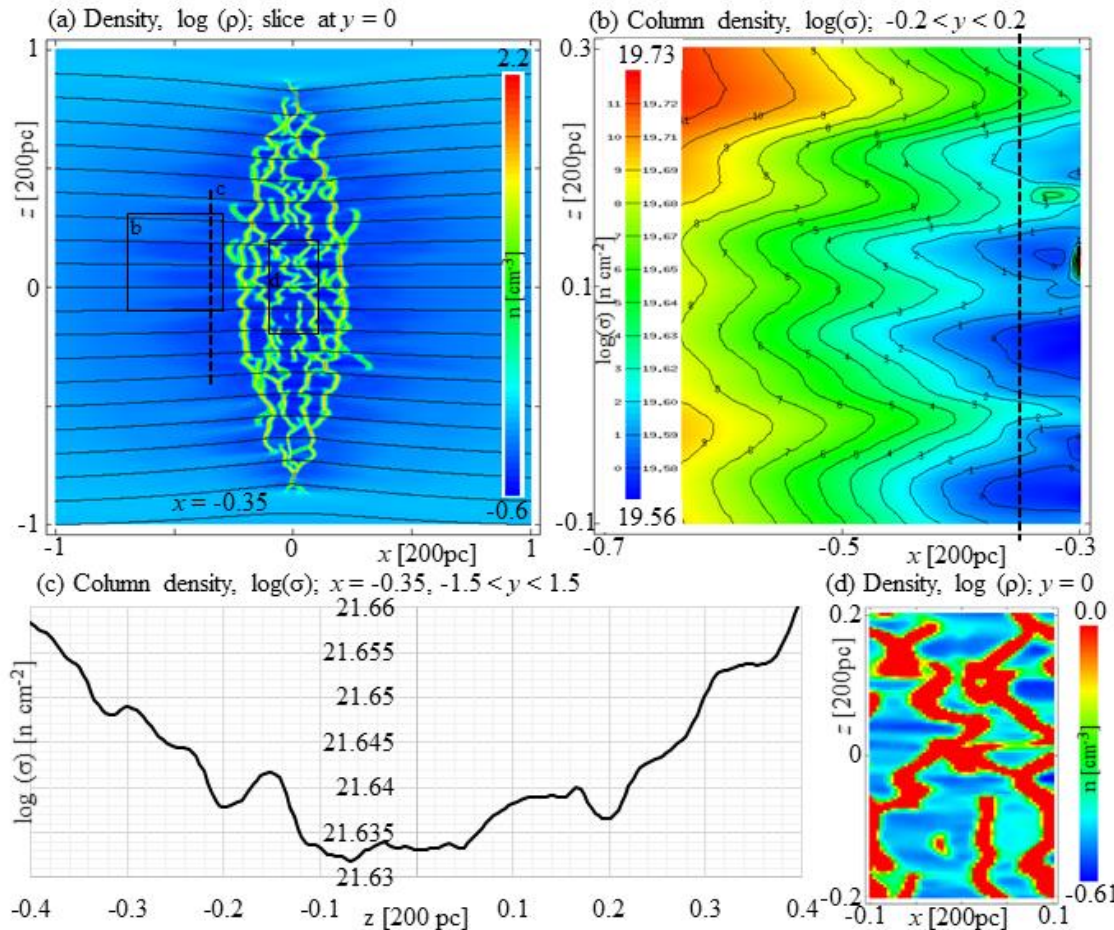 (a) Density, log (ρ); slice at y = 0
1
0
-1
z [200pc]
-1
0
1
x [200pc]
2.2
n [cm-3]
-0.6
b
c
d
x = -0.35
(b) Column density, log(σ); -0.2 < y < 0.2
0.3
0.1
-0.1
z [200pc]
-0.7
-0.5
-0.3
x [200pc]
19.73
11 19.72
10 19.71
19.68
19.67
19.66
19.65
19.63
19.62
19.60
19.59
0 19.58
19.56
log(σ) [n cm-2]
(c) Column density, log(σ); x = -0.35, -1.5 < y < 1.5
21.66
21.655
21.65
21.645
21.64
21.635
21.63
log (σ) [n cm-2]
-0.4
-0.3
-0.2
-0.1
0.1
0.2
0.3
0.4
z [200 pc]
(d) Density, log (ρ); y = 0
0.2
0
-0.2
z [200pc]
-0.1
0.1
x [200pc]
0.0
n [cm-3]
-0.61